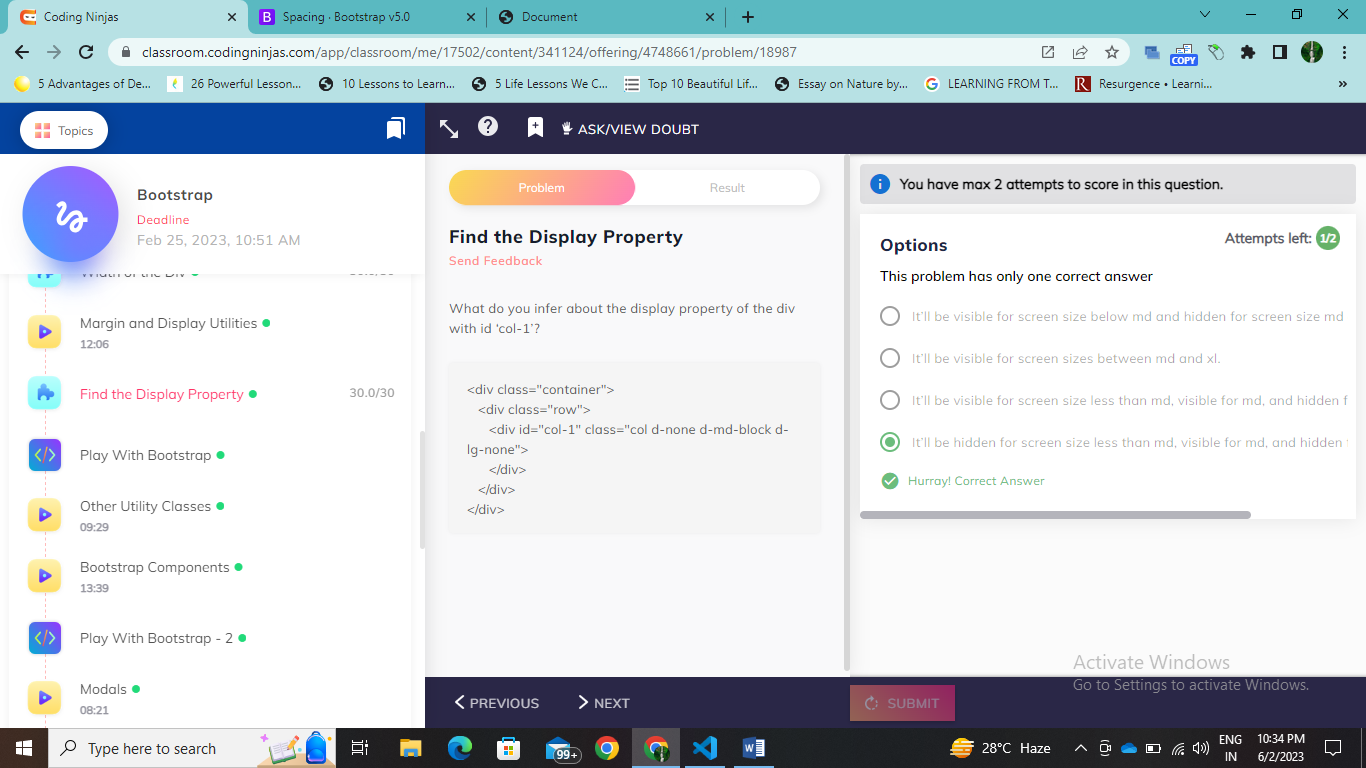 Coding Ninjas
Spacing · Bootstrap v5.0
Document
classroom.codingninjas.com/app/classroom/me/17502/content/341124/offering/4748661/problem/18987
COPY
5 Advantages of De...
26 Powerful Lesson...
10 Lessons to Learn...
5 Life Lessons We C...
Top 10 Beautiful Lif...
Essay on Nature by...
LEARNING FROM T...
Resurgence • Learni...
Topics
ASK/VIEW DOUBT
Bootstrap
Deadline
Feb 25, 2023, 10:51 AM
Width of the Div
Margin and Display Utilities
12:06
Find the Display Property
30.0/30
Play With Bootstrap
Other Utility Classes
09:29
Bootstrap Components
13:39
Play With Bootstrap - 2
Modals
08:21
Problem
Result
Find the Display Property
Send Feedback
What do you infer about the display property of the div
with id ‘col-1’?
<div class="container">
<div class="row">
<div id="col-1" class="col d-none d-md-block d-
lg-none">
</div>
</div>
</div>
PREVIOUS
NEXT
You have max 2 attempts to score in this question.
Options
Attempts left: 1/2
This problem has only one correct answer
It’ll be visible for screen size below md and hidden for screen size md
It’ll be visible for screen sizes between md and xl.
It’ll be visible for screen size less than md, visible for md, and hidden f
It’ll be hidden for screen size less than md, visible for md, and hidden
Hurray! Correct Answer
SUBMIT
Activate Windows
Go to Settings to activate Windows.
Type here to search
99+
28°C Haze
ENG
IN
10:34 PM
6/2/2023